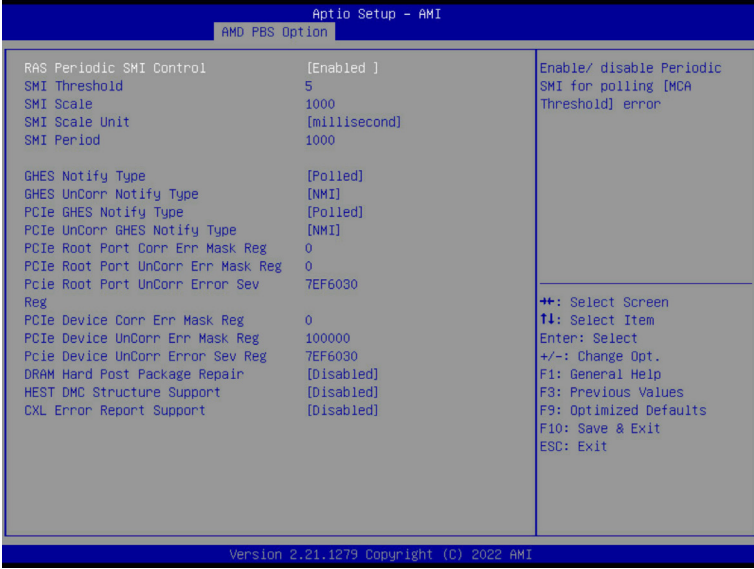 Aptio Setup – AMI
AMD PBS Option
RAS Periodic SMI Control [Enabled ]
SMI Threshold 5
SMI Scale 1000
SMI Scale Unit [millisecond]
SMI Period 1000
GHES Notify Type [Polled]
GHES UnCorr Notify Type [NMI]
PCIe GHES Notify Type [Polled]
PCIe UnCorr GHES Notify Type [NMI]
PCIe Root Port Corr Err Mask Reg 0
PCIe Root Port UnCorr Err Mask Reg 0
Pcie Root Port UnCorr Error Sev 7EF6030
Reg
PCIe Device Corr Err Mask Reg 0
PCIe Device UnCorr Err Mask Reg 100000
Pcie Device UnCorr Error Sev Reg 7EF6030
DRAM Hard Post Package Repair [Disabled]
HEST DMC Structure Support [Disabled]
CXL Error Report Support [Disabled]
Enable/ disable Periodic
SMI for polling [MCA
Threshold] error
→←: Select Screen
↑↓: Select Item
Enter: Select
+/-: Change Opt.
F1: General Help
F3: Previous Values
F9: Optimized Defaults
F10: Save & Exit
ESC: Exit
Version 2.21.1279 Copyright (C) 2022 AMI